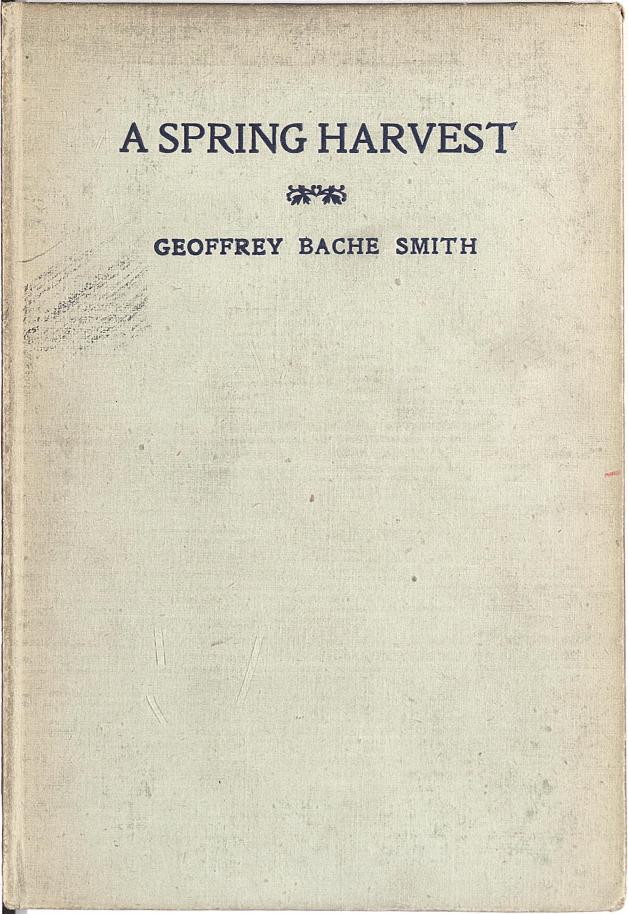 A SPRING HARVEST
GEOFFREY BACHE SMITH